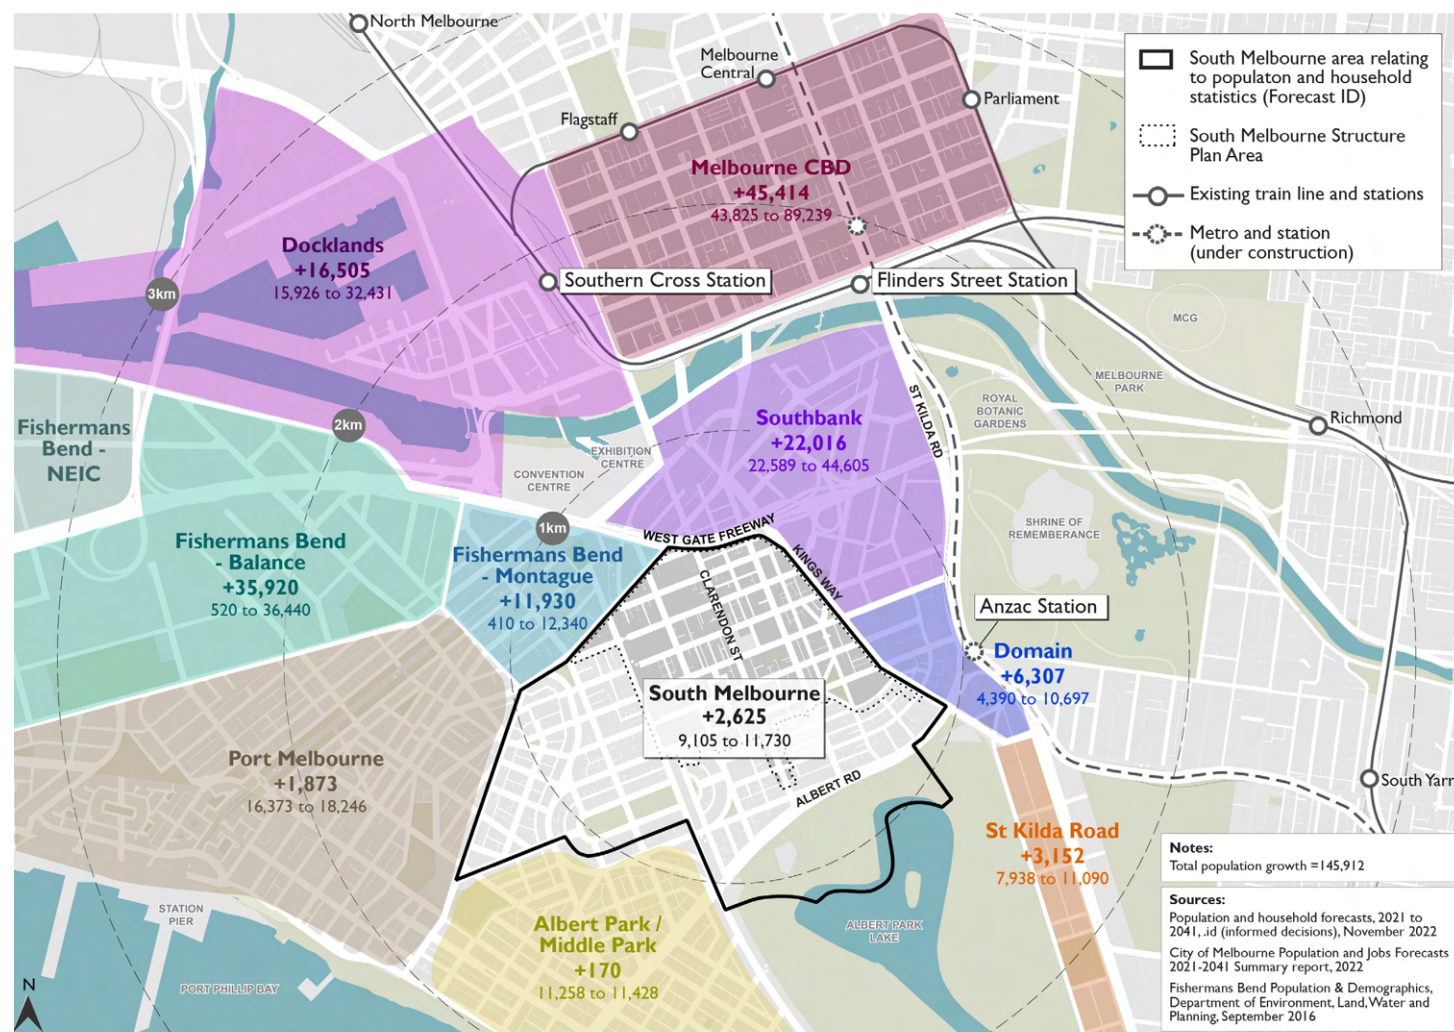 North Melbourne
Melbourne
Central
Parliament
Flagstaff
Melbourne CBD
+45,414
43,825 to 89,239
South Melbourne area relating
to populaton and household
statistics (Forecast ID)
South Melbourne Structure
Plan Area
Existing train line and stations
Metro and station
(under construction)
Docklands
+16,505
15,926 to 32,431
3km
Southern Cross Station
Flinders Street Station
MCG
MELBOURNE
PARK
ROYAL
BOTANIC
GARDENS
ST KILDA RD
Richmond
Fishermans
Bend -
NEIC
2km
Southbank
+22,016
22,589 to 44,605
EXHIBITION
CENTRE
CONVENTION
CENTRE
1km
WEST GATE FREEWAY
KINGS WAY
SHRINE OF
REMEMBERANCE
Fishermans Bend
- Balance
+35,920
520 to 36,440
Fishermans Bend
- Montague
+11,930
410 to 12,340
CLARENDON ST
Anzac Station
Domain
+6,307
4,390 to 10,697
South Melbourne
+2,625
9,105 to 11,730
ALBERT RD
Port Melbourne
+1,873
16,373 to 18,246
South Yarr
St Kilda Road
+3,152
7,938 to 11,090
Albert Park /
Middle Park
+170
11,258 to 11,428
ALBERT PARK
LAKE
STATION
PIER
PORT PHILLIP BAY
N
Notes:
Total population growth =145,912
Sources:
Population and household forecasts, 2021 to
2041, .id (informed decisions), November 2022
City of Melbourne Population and Jobs Forecasts
2021-2041 Summary report, 2022
Fishermans Bend Population & Demographics,
Department of Environment, Land, Water and
Planning, September 2016